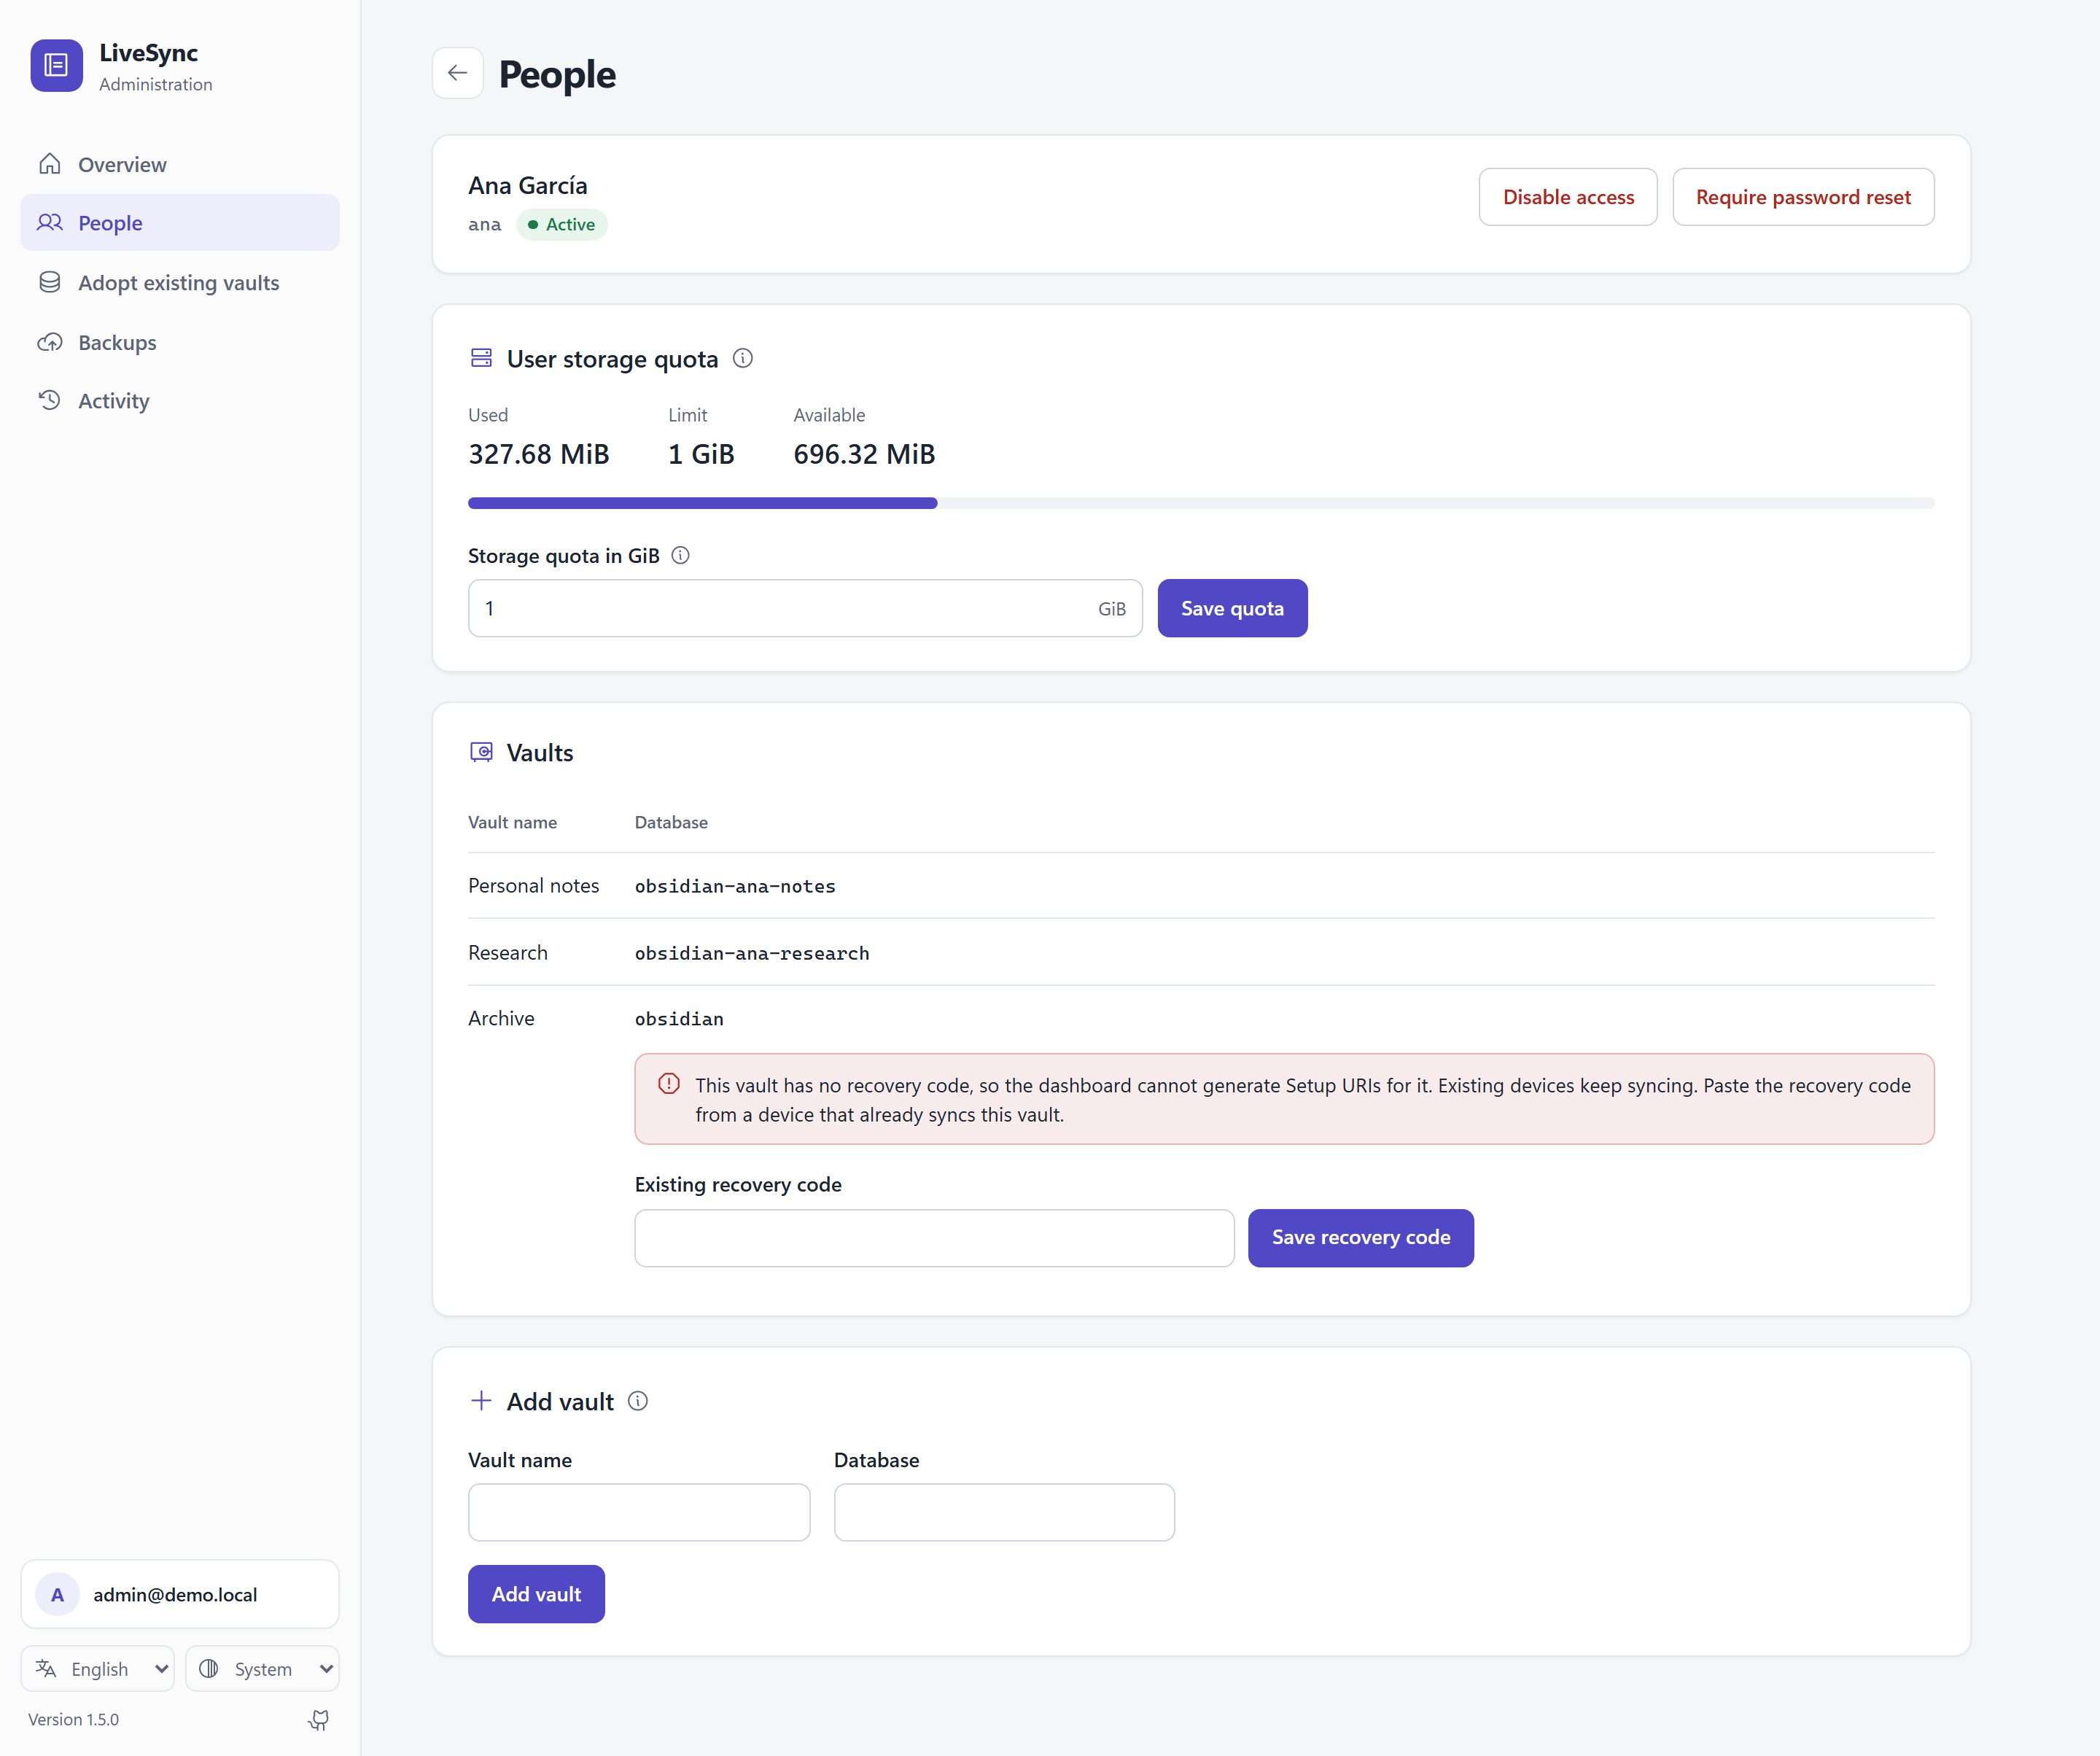 LiveSync
Administration
Overview
People
Adopt existing vaults
Backups
Activity
admin@demo.local
A
English
System
Version 1.5.0
People
Ana García
ana
Active
Disable access
Require password reset
User storage quota
Used
Limit
Available
327.68 MiB
1 GiB
696.32 MiB
Storage quota in GiB
1
GiB
Save quota
Vaults
Vault name
Database
Personal notes
obsidian-ana-notes
Research
obsidian-ana-research
Archive
obsidian
This vault has no recovery code, so the dashboard cannot generate Setup URIs for it. Existing devices keep syncing. Paste the recovery code
from a device that already syncs this vault.
Existing recovery code
Save recovery code
Add vault
Vault name
Database
Add vault